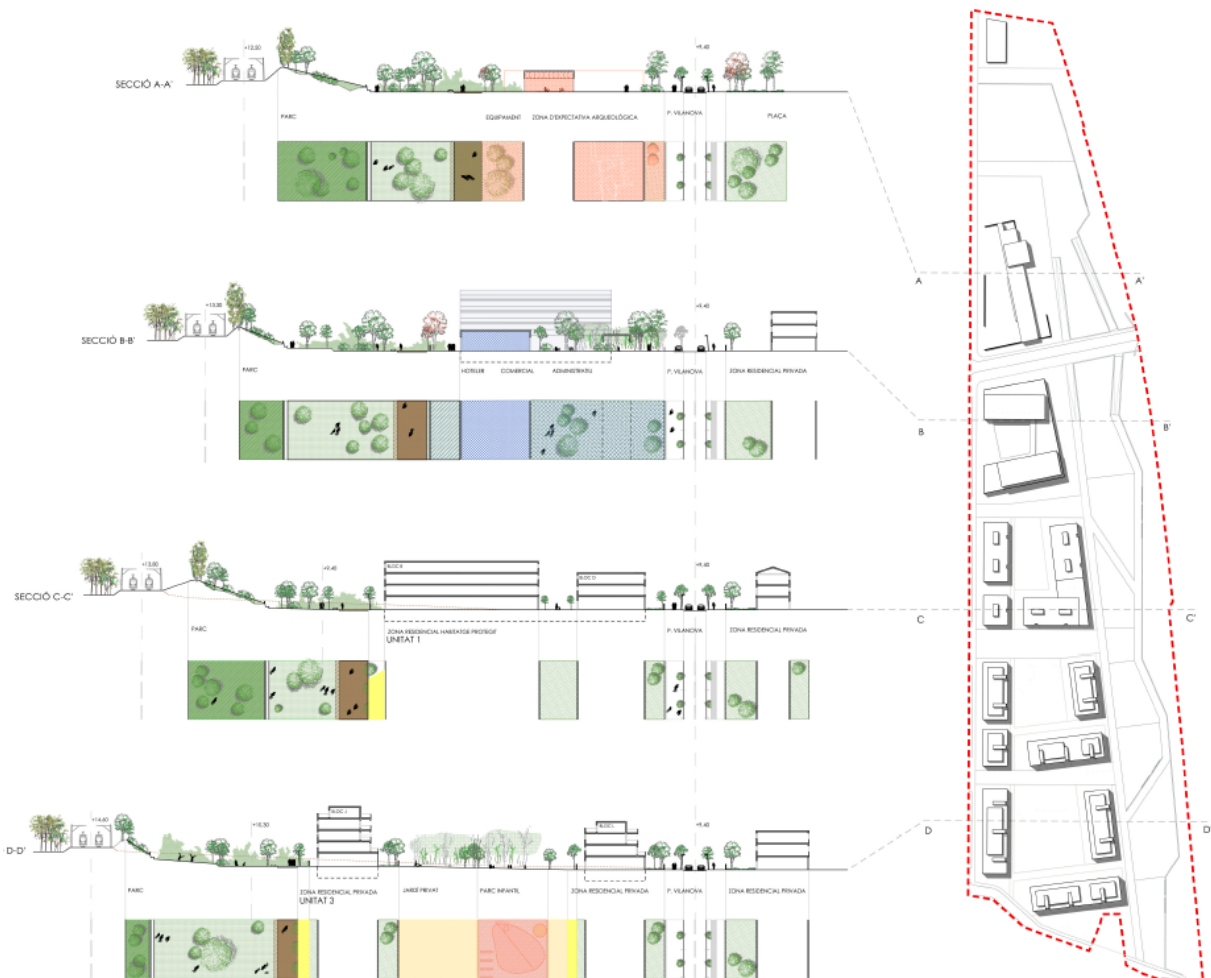 +12,00
+9,40
SECCIÓ A-A'
PARC
EQUIPAMENT
ZONA D'EXPECTATIVA ARQUEOLÒGICA
P. VILANOVA
PLAÇA
A
A'
+9,40
SECCIÓ B-B'
PARC
HOTELER
COMERCIAL
ADMINISTRATIU
P. VILANOVA
ZONA RESIDENCIAL PRIVADA
B
B'
+13,00
+9,40
+9,40
BLOC D
SECCIÓ C-C'
PARC
ZONA RESIDENCIAL HABITATGE PROTEGIT
UNITAT 1
P. VILANOVA
ZONA RESIDENCIAL PRIVADA
C
C'
+14,60
+10,50
BLOC J
+9,40
D-D'
D
D
PARC
ZONA RESIDENCIAL PRIVADA
UNITAT 3
JARDÍ PRIVAT
PARC INFANTIL
ZONA RESIDENCIAL PRIVADA
P. VILANOVA
ZONA RESIDENCIAL PRIVADA